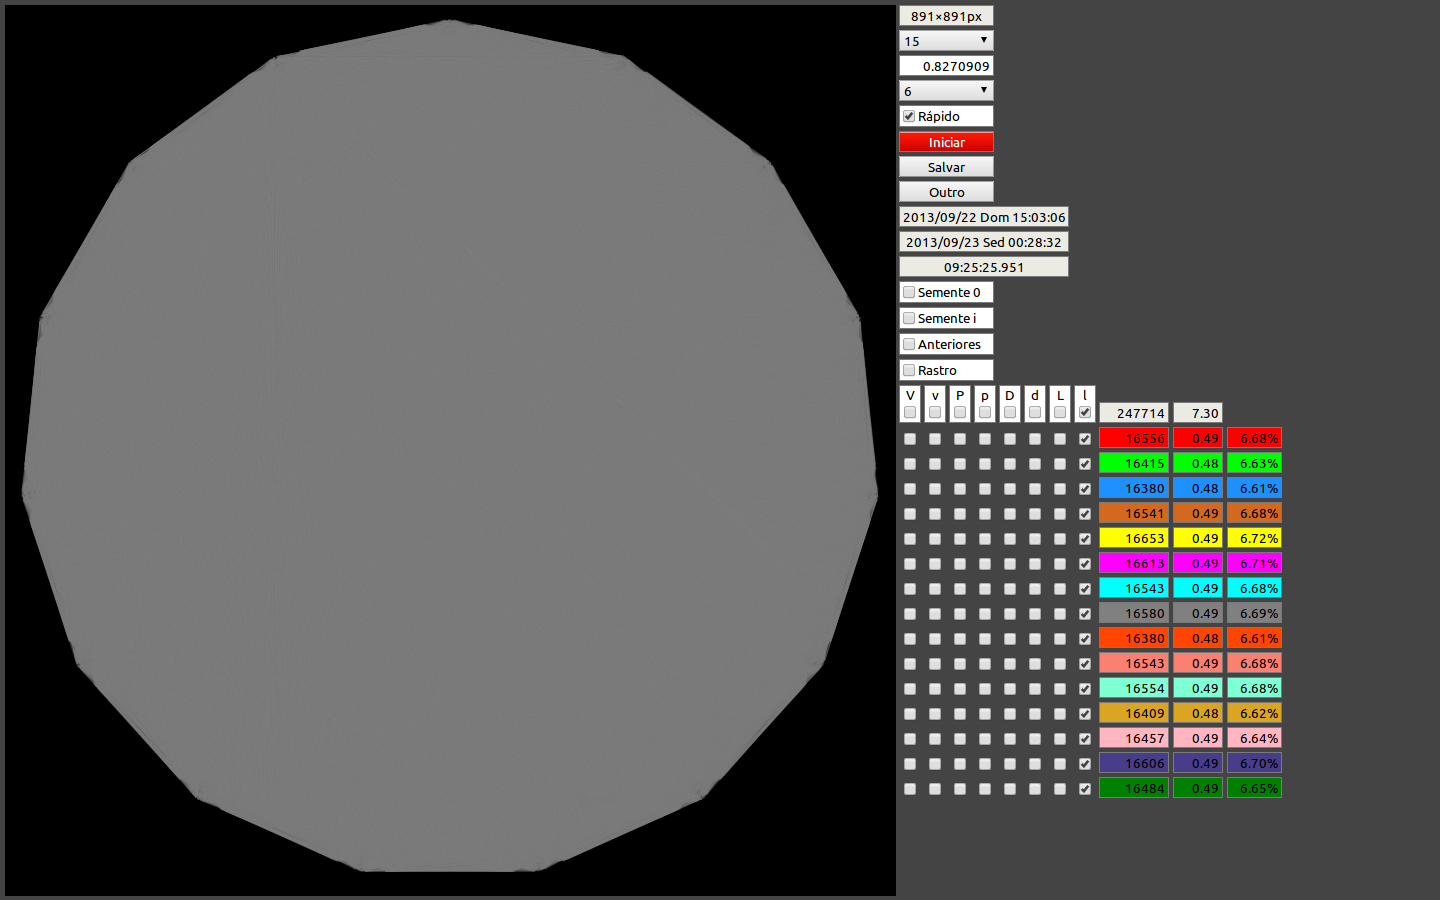 891×891px
15
0.8270909
6
Rápido
Iniciar
Salvar
Outro
2013/09/22 Dom 15:03:06
2013/09/23 Sed 00:28:32
09:25:25.951
Semente 0
Semente i
Anteriores
Rastro
V v P p D d L l
247714 7.30
16556 0.49 6.68%
16415 0.48 6.63%
16380 0.48 6.61%
16541 0.49 6.68%
16653 0.49 6.72%
16613 0.49 6.71%
16543 0.49 6.68%
16580 0.49 6.69%
16380 0.48 6.61%
16543 0.49 6.68%
16554 0.49 6.68%
16409 0.48 6.62%
16457 0.49 6.64%
16606 0.49 6.70%
16484 0.49 6.65%